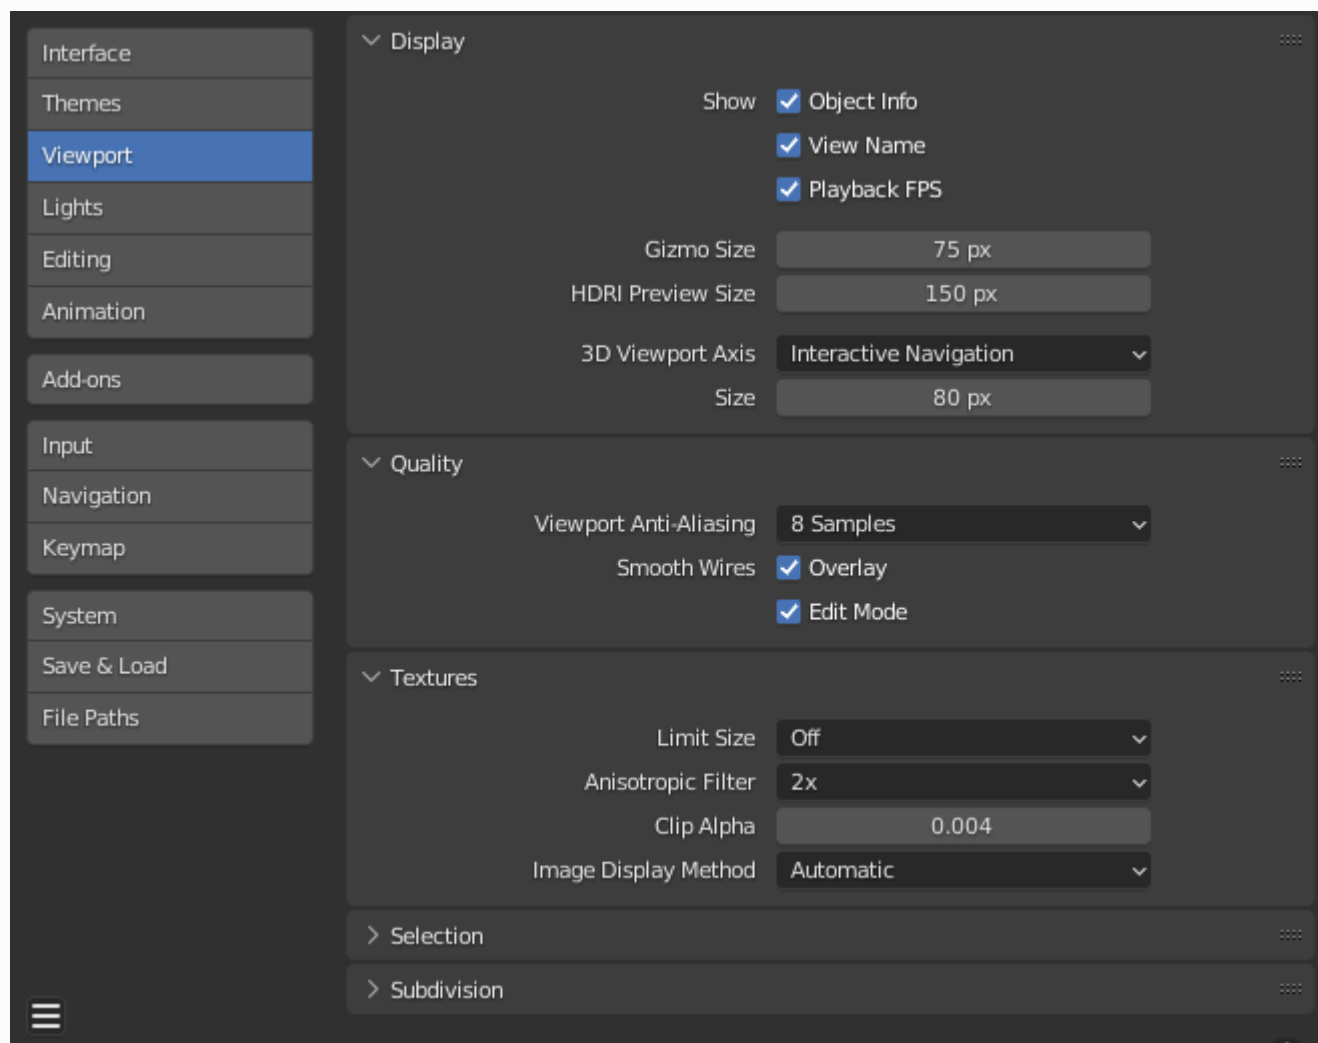 Interface
Themes
Viewport
Lights
Editing
Animation
Add-ons
Input
Navigation
Keymap
System
Save & Load
File Paths
Display
Show Object Info
View Name
Playback FPS
Gizmo Size 75 px
HDRI Preview Size 150 px
3D Viewport Axis Interactive Navigation
Size 80 px
Quality
Viewport Anti-Aliasing 8 Samples
Smooth Wires Overlay
Edit Mode
Textures
Limit Size Off
Anisotropic Filter 2x
Clip Alpha 0.004
Image Display Method Automatic
Selection
Subdivision